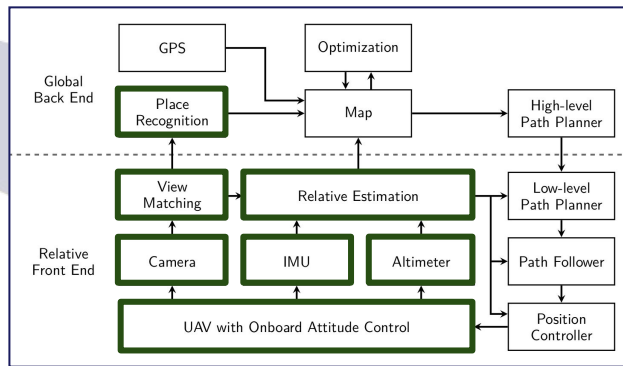 GPS
Optimization
Global
Back End
Place
Recognition
Map
High-level
Path Planner
View
Matching
Relative Estimation
Low-level
Path Planner
Relative
Front End
Camera
IMU
Altimeter
Path Follower
UAV with Onboard Attitude Control
Position
Controller